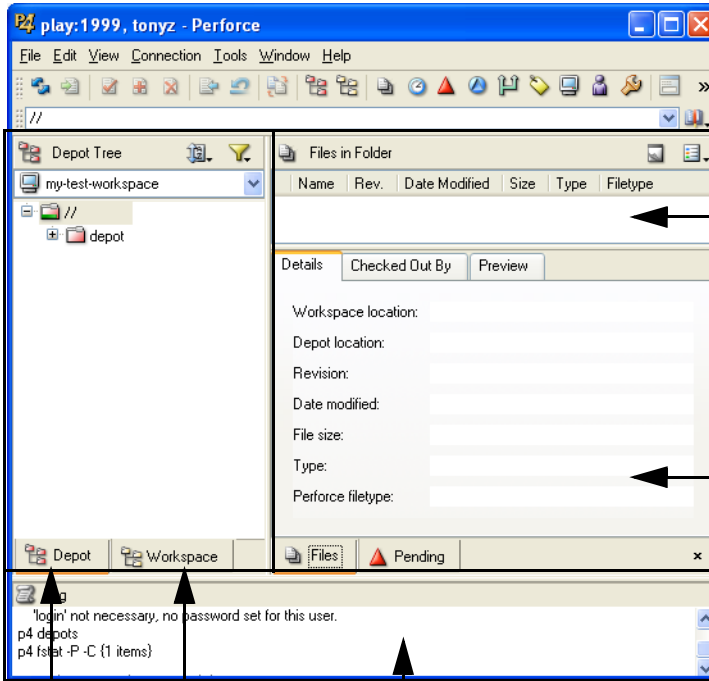 play:1999, tonyz - Perforce
File Edit View Connection Tools Window Help
//
Depot Tree
Files in Folder
my-test-workspace
Name Rev. Date Modified Size Type Filetype
//
depot
Details Checked Out By Preview
Workspace location:
Depot location:
Revision:
Date modified:
File size:
Type:
Perforce filetype:
Depot Workspace
Files Pending
'login' not necessary, no password set for this user.
p4 depots
p4 fstat -P -C {1 items}